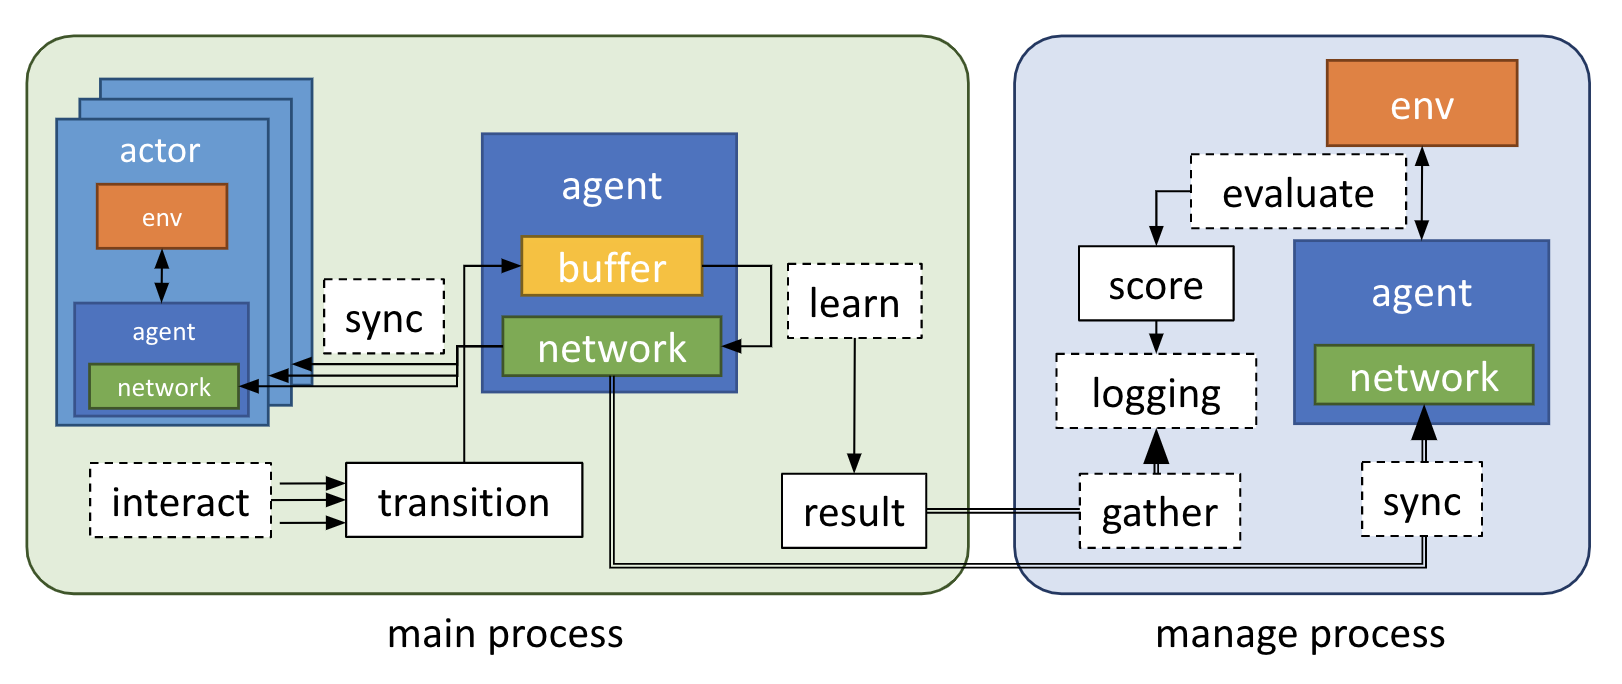 actor
env
agent
network
sync
interact
transition
agent
buffer
network
learn
result
main process
env
evaluate
score
agent
network
logging
gather
sync
manage process